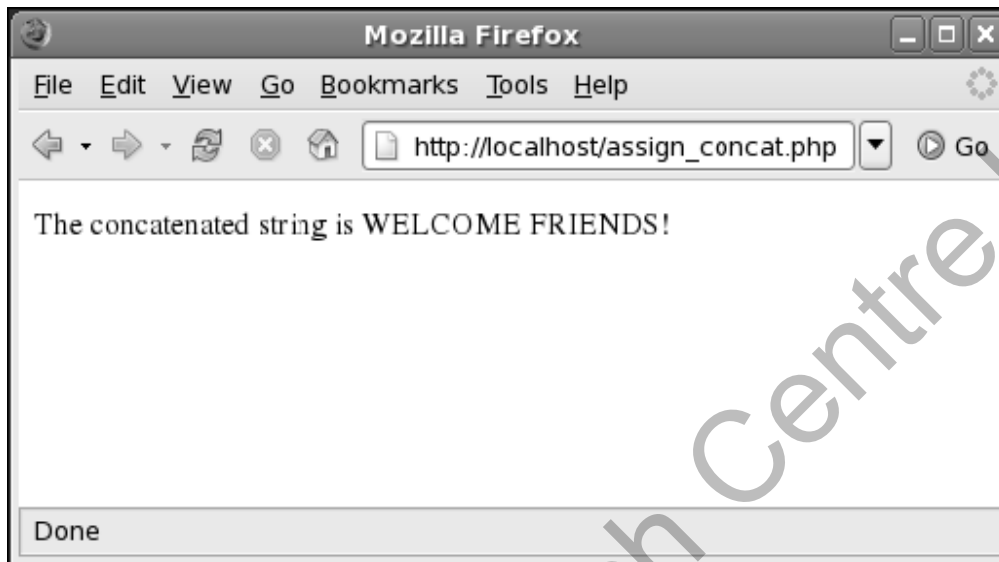 Mozilla Firefox
File Edit View Go Bookmarks Tools Help
http://localhost/assign_concat.php Go
The concatenated string is WELCOME FRIENDS!
Centre
Done